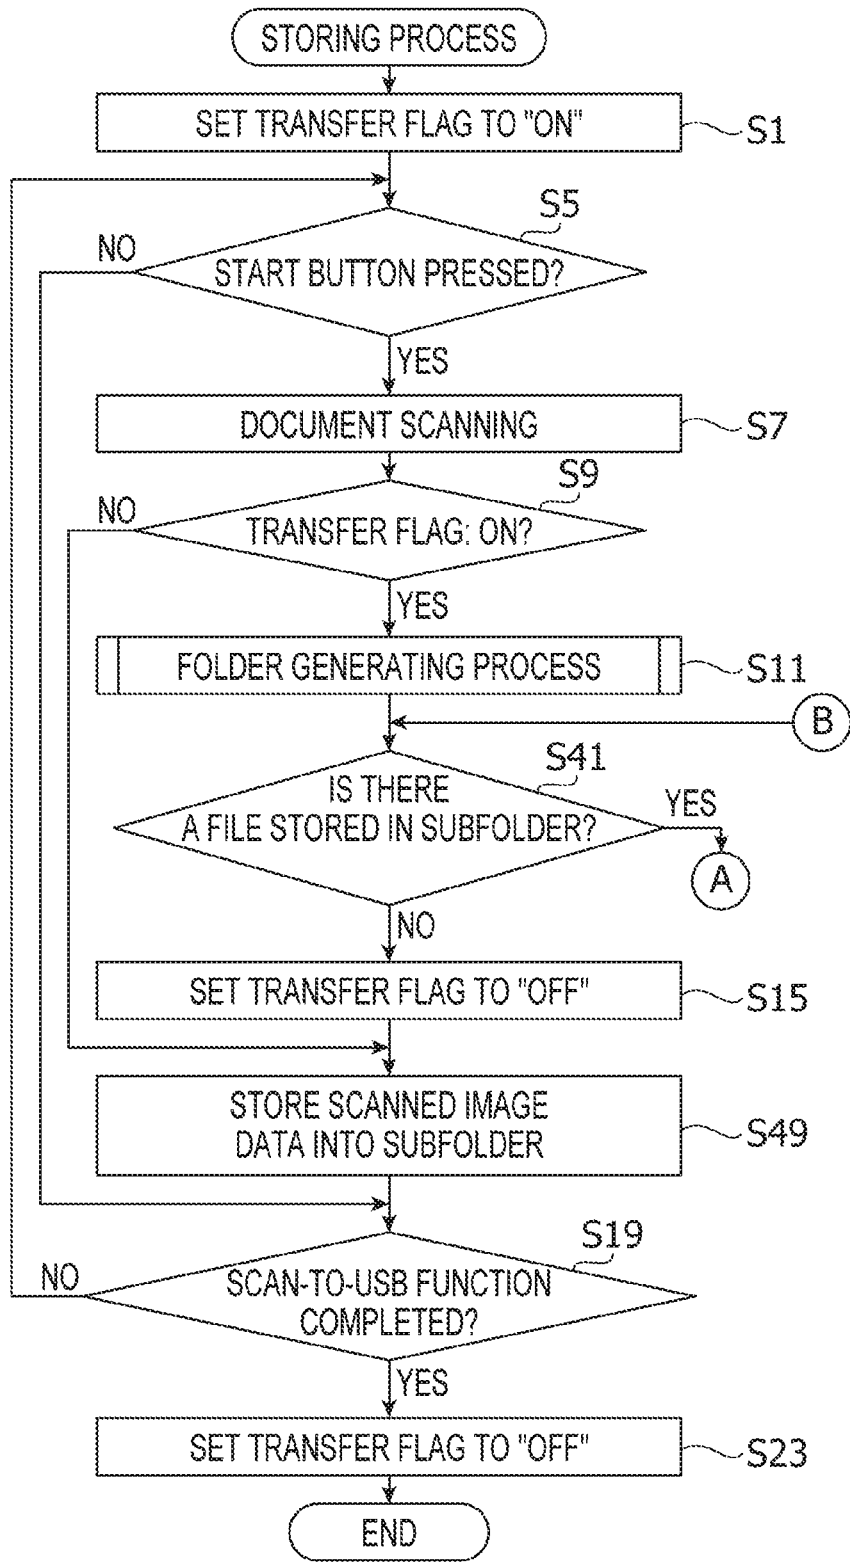 STORING PROCESS
SET TRANSFER FLAG TO "ON"
S1
S5
NO
START BUTTON PRESSED?
YES
DOCUMENT SCANNING
S7
S9
NO
TRANSFER FLAG: ON?
YES
FOLDER GENERATING PROCESS
S11
B
S41
IS THERE
A FILE STORED IN SUBFOLDER?
YES
A
NO
SET TRANSFER FLAG TO "OFF"
S15
STORE SCANNED IMAGE
DATA INTO SUBFOLDER
S49
S19
NO
SCAN-TO-USB FUNCTION
COMPLETED?
YES
SET TRANSFER FLAG TO "OFF"
S23
END